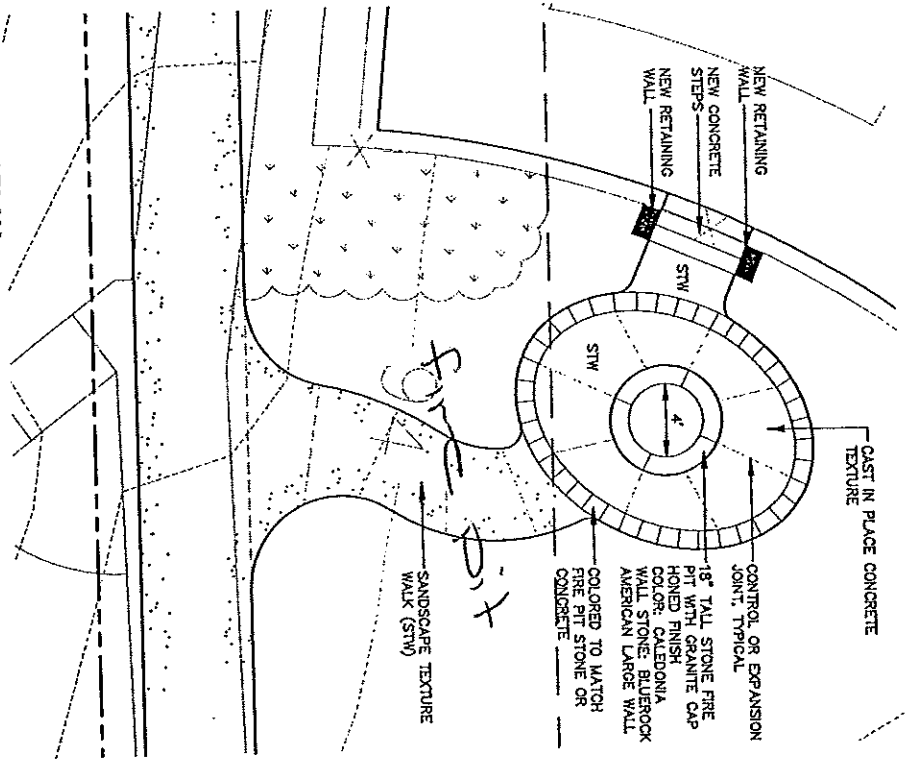 CAST IN PLACE CONCRETE
TEXTURE
CONTROL OR EXPANSION
JOINT, TYPICAL
18" TALL STONE FIRE
PIT WITH GRANITE CAP
HONED FINISH
COLOR: CALEDONIA
WALL STONE: BLUEROCK
AMERICAN LARGE WALL
COLORED TO MATCH
FIRE PIT STONE OR
CONCRETE
SANDSCAPE TEXTURE
WALK (STW)
NEW RETAINING
WALL
NEW CONCRETE
STEPS
NEW RETAINING
WALL
STW
STW
4'
Fire Pit